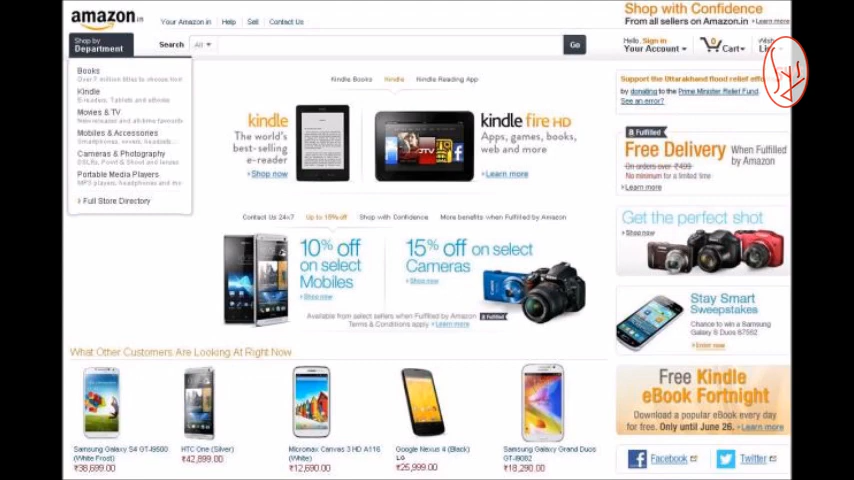 amazon.in
Your Amazon.in Help Sell Contact Us
Shop with Confidence
From all sellers on Amazon.in Learn more
Shop by
Department
Search All Go
Hello, Sign in
Your Account
0
Cart
Wish
Books
Over 7 million titles to choose from
Kindle
E-readers, Tablets and eBooks
Movies & TV
New releases and all-time favourites
Mobiles & Accessories
Smartphones, covers, headsets...
Cameras & Photography
DSLRs, Point & Shoot and lenses
Portable Media Players
MP3 players, headphones and more
Full Store Directory
Kindle Books Kindle Kindle Reading App
kindle
The world's
best-selling
e-reader
Shop now
kindle fire HD
Apps, games, books,
web and more
Learn more
Contact Us 24x7 Up to 15% off Shop with Confidence More benefits when Fulfilled by Amazon
10% off
on select
Mobiles
Shop now
15% off on select
Cameras
Shop now
Available from select sellers when Fulfilled by Amazon
Terms & Conditions apply Learn more
Fulfilled
Support the Uttarakhand flood relief
by donating to the Prime Minister Relief Fund.
See an error?
Fulfilled
Free Delivery When Fulfilled
by Amazon
On orders over ₹499
No minimum for a limited time
Learn more
Get the perfect shot
Shop now
Stay Smart
Sweepstakes
Chance to win a Samsung
Galaxy S Duos S7562
Enter now
Free Kindle
eBook Fortnight
Download a popular eBook every day
for free. Only until June 26. Learn more
Facebook Twitter
What Other Customers Are Looking At Right Now
Samsung Galaxy S4 GT-I9500
(White Frost)
₹38,699.00
HTC One (Silver)
₹42,899.00
Micromax Canvas 3 HD A116
(White)
₹12,690.00
Google Nexus 4 (Black)
LG
₹25,999.00
Samsung Galaxy Grand Duos
GT-I9082
₹18,290.00